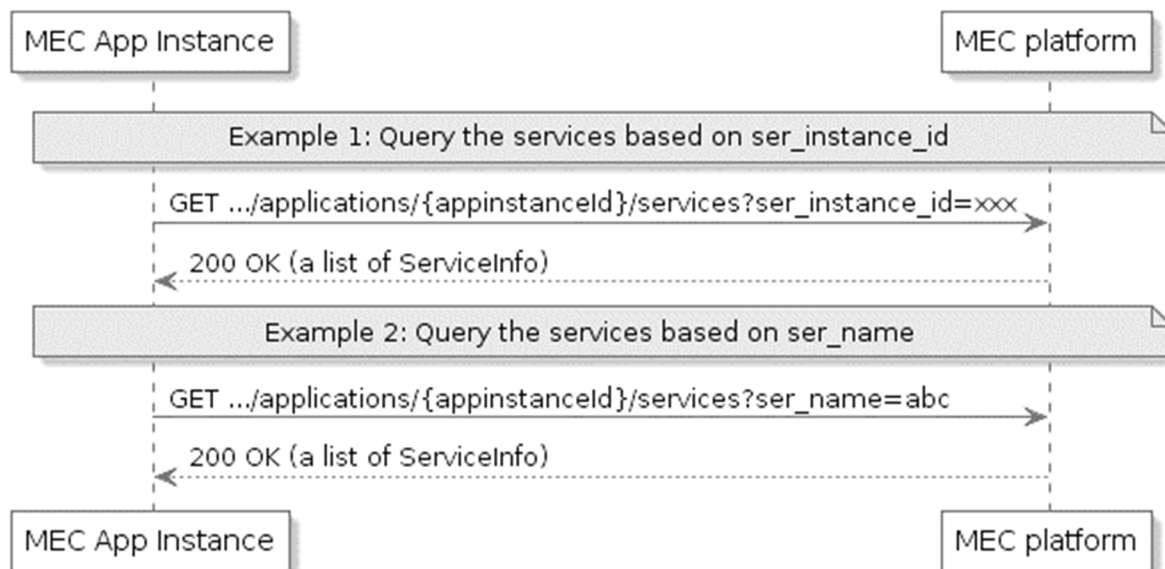 MEC App Instance
MEC platform
Example 1: Query the services based on ser_instance_id
GET .../applications/{appinstanceId}/services?ser_instance_id=xxx
200 OK (a list of ServiceInfo)
Example 2: Query the services based on ser_name
GET .../applications/{appinstanceId}/services?ser_name=abc
200 OK (a list of ServiceInfo)
MEC App Instance
MEC platform